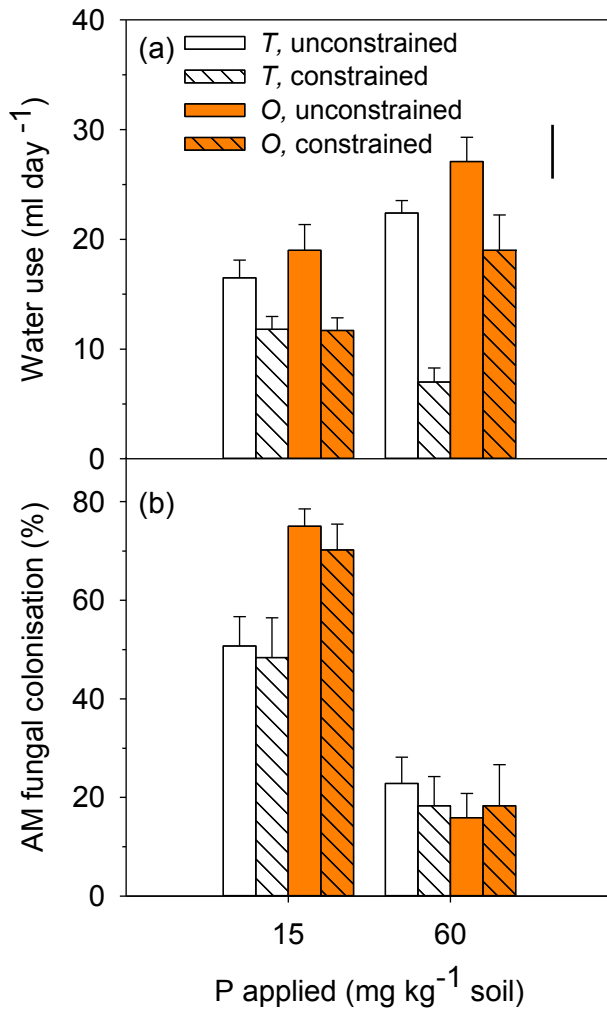 (a)
T, unconstrained
T, constrained
O, unconstrained
O, constrained
Water use (ml day -1)
40
30
20
10
0
(b)
AM fungal colonisation (%)
80
60
40
20
0
15 60
P applied (mg kg-1 soil)